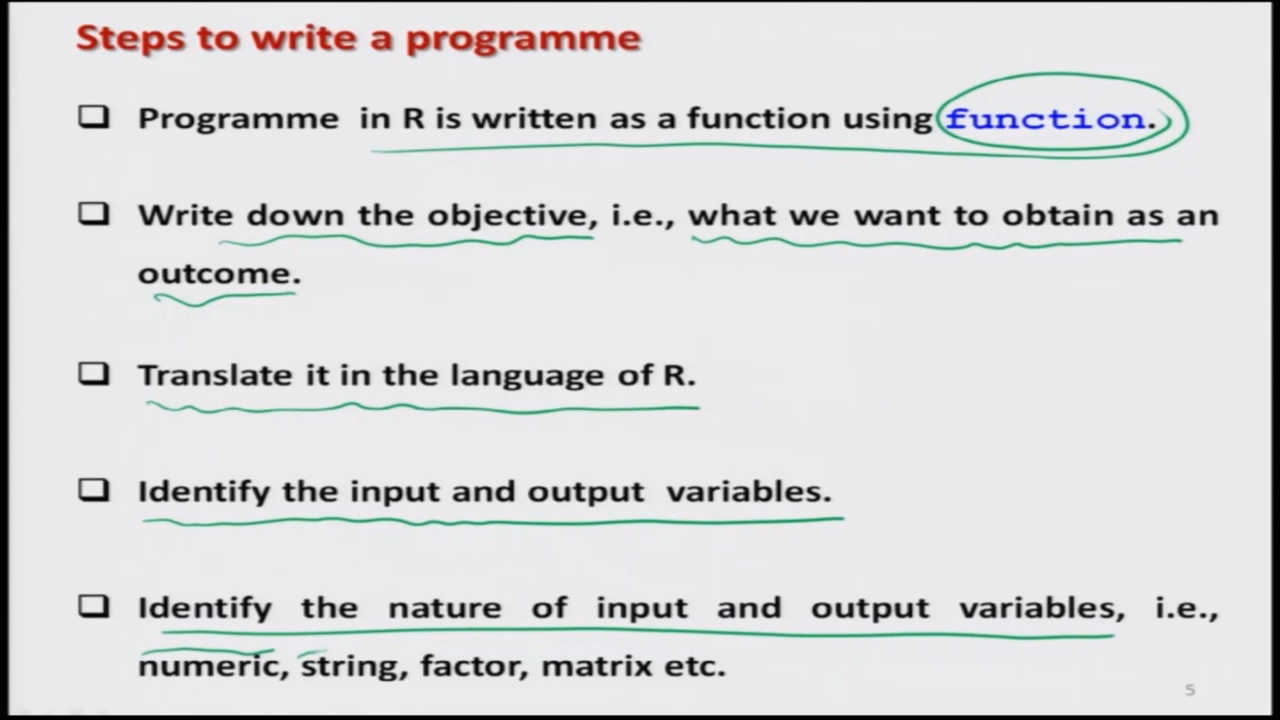 Steps to write a programme
❑ Programme in R is written as a function using function.
❑ Write down the objective, i.e., what we want to obtain as an
outcome.
❑ Translate it in the language of R.
❑ Identify the input and output variables.
❑ Identify the nature of input and output variables, i.e.,
numeric, string, factor, matrix etc.
5